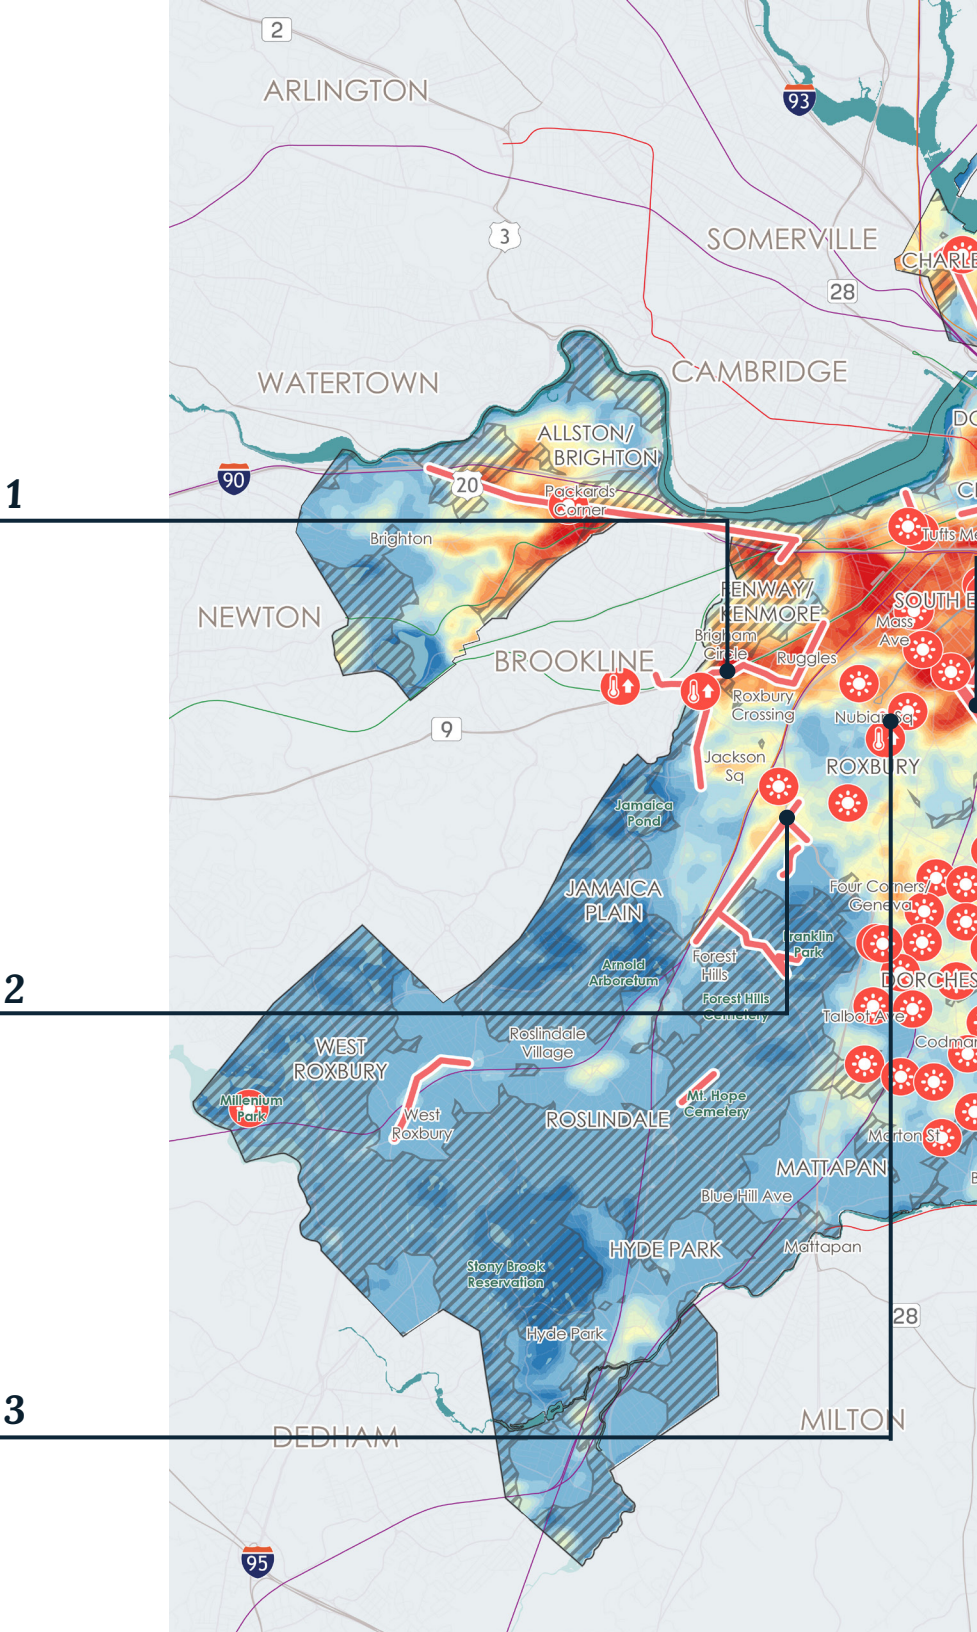 2
ARLINGTON
93
3
SOMERVILLE
CHARLE
28
WATERTOWN
CAMBRIDGE
DO
ALLSTON/
BRIGHTON
90
20
Packards
Corner
C
1
Tufts Me
Brighton
FENWAY/
KENMORE
SOUTH E
Mass
Ave
NEWTON
Brigham
Circle
BROOKLINE
Ruggles
Roxbury
Crossing
Nubian Sq
9
Jackson
Sq
ROXBURY
Jamaica
Pond
JAMAICA
PLAIN
Four Corners/
Geneva
Franklin
Park
Forest
Hills
Arnold
Arboretum
DORCHES
2
Forest Hills
Cemetery
Talbot Ave
Roslindale
Village
Codman
WEST
ROXBURY
Millenium
Park
Mt. Hope
Cemetery
West
Roxbury
ROSLINDALE
Morton St
MATTAPAN
Blue Hill Ave
B
HYDE PARK
Mattapan
Stony Brook
Reservation
28
Hyde Park
3
MILTON
DEDHAM
95